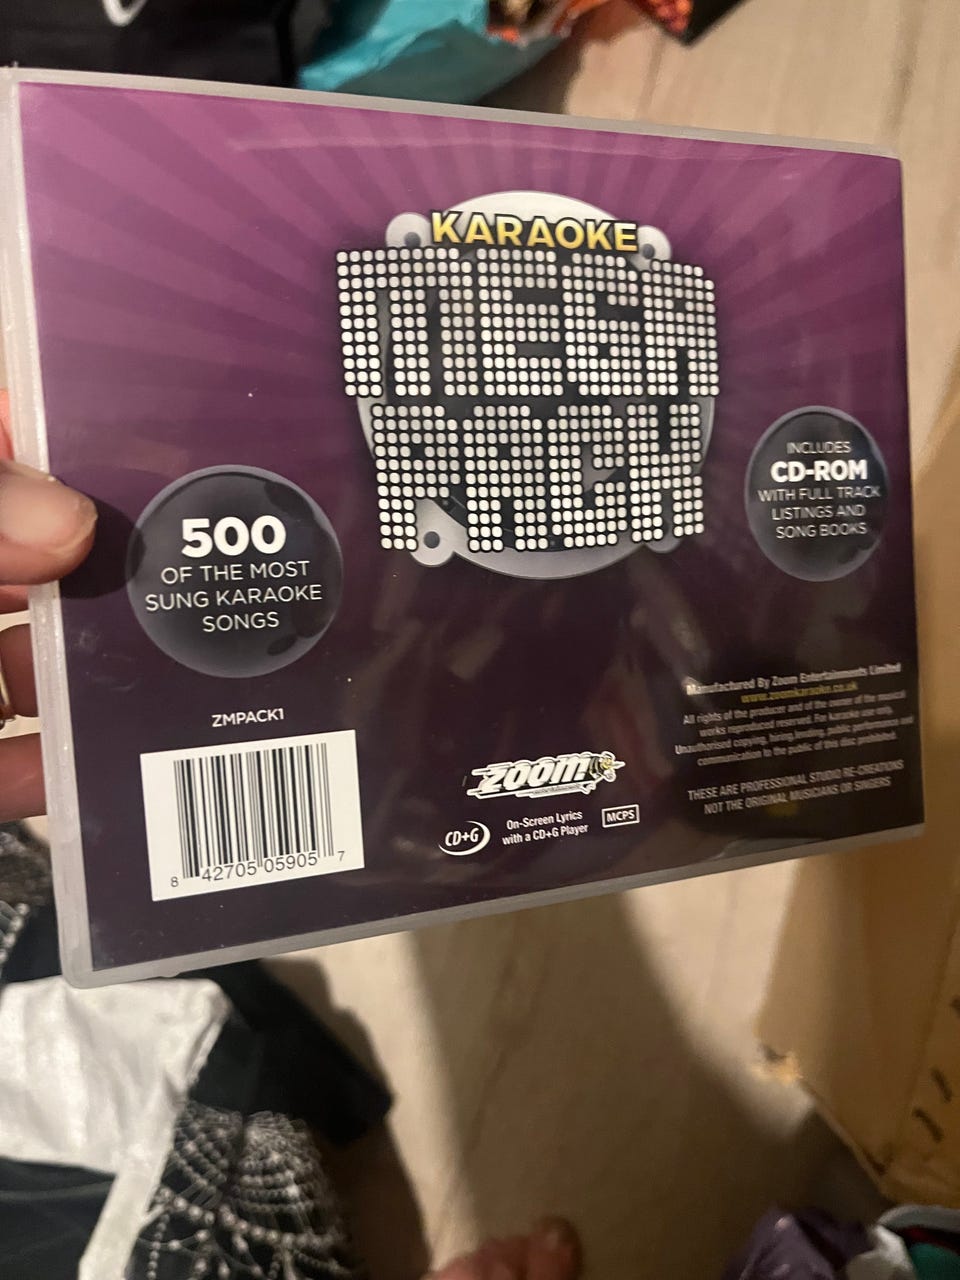 KARAOKE
MEGA
PACK
500
OF THE MOST
SUNG KARAOKE
SONGS
INCLUDES
CD-ROM
WITH FULL TRACK
LISTINGS AND
SONG BOOKS
ZMPACK1
8 42705 05905 7
ZOOM
CD+G
On-Screen Lyrics
with a CD+G Player
MCPS
Manufactured By Zoom Entertainments Limited
www.zoomkaraoke.co.uk
All rights of the producer and of the owner of the musical
works reproduced reserved. For karaoke use only.
Unauthorised copying, hiring, lending, public performance and
communication to the public of this disc prohibited.
THESE ARE PROFESSIONAL STUDIO RE-CREATIONS
NOT THE ORIGINAL MUSICIANS OR SINGERS